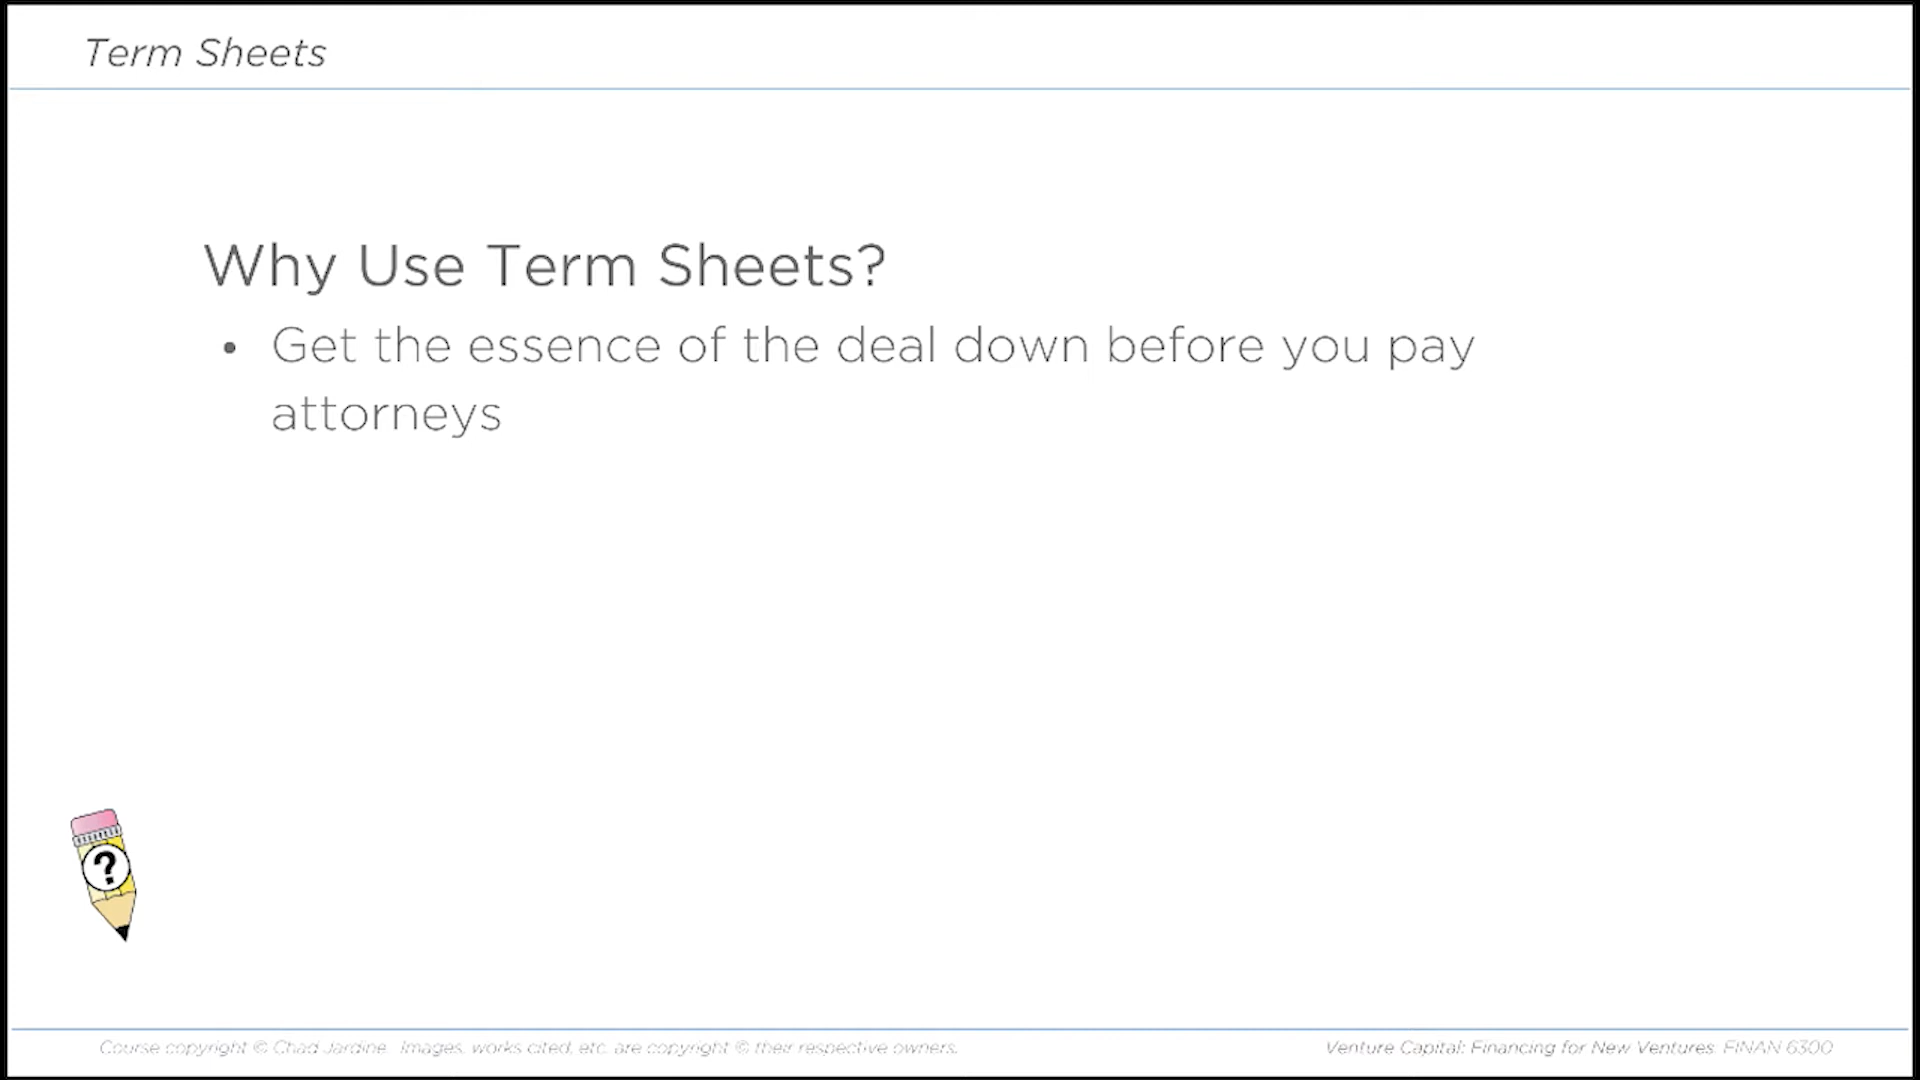 Term Sheets
Why Use Term Sheets?
• Get the essence of the deal down before you pay
attorneys
?
Course copyright © Chad Jardine. Images, works cited, etc. are copyright © their respective owners.
Venture Capital: Financing for New Ventures: FINAN 6300